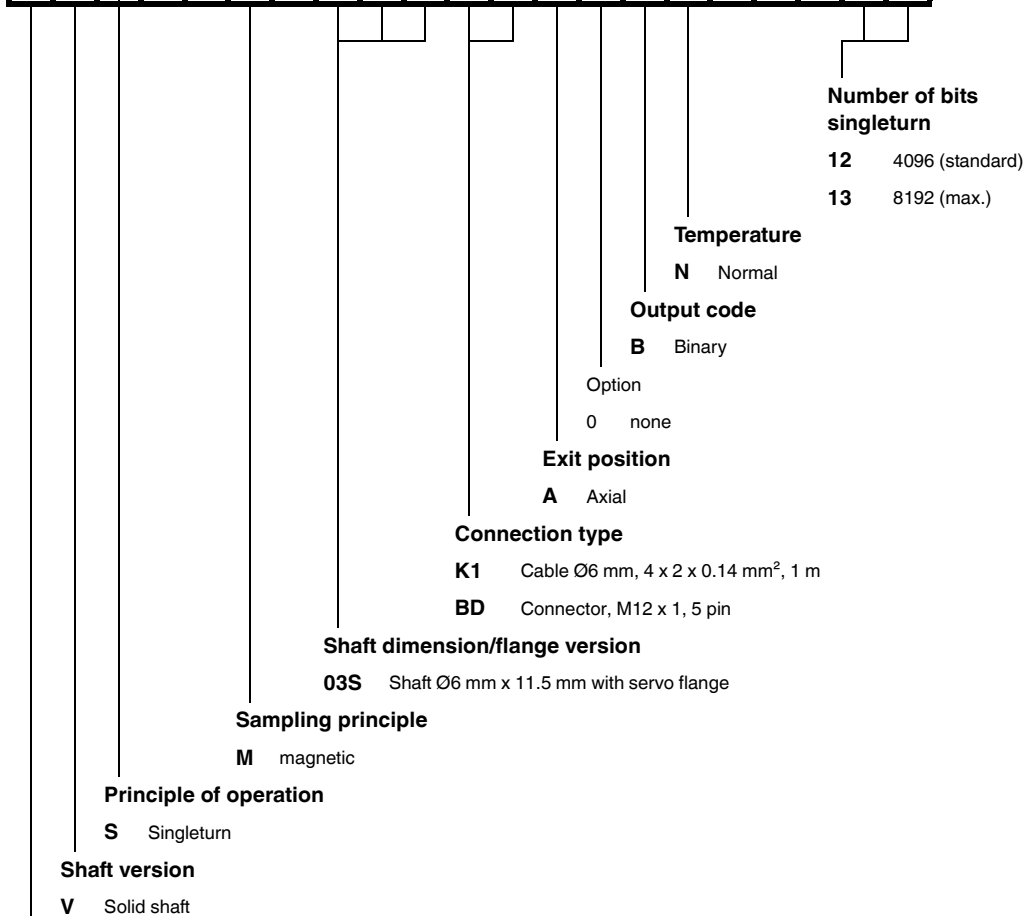 Number of bits
singleturn
12 4096 (standard)
13 8192 (max.)
Temperature
N Normal
Output code
B Binary
Option
0 none
Exit position
A Axial
Connection type
K1 Cable Ø6 mm, 4 x 2 x 0.14 mm², 1 m
BD Connector, M12 x 1, 5 pin
Shaft dimension/flange version
03S Shaft Ø6 mm x 11.5 mm with servo flange
Sampling principle
M magnetic
Principle of operation
S Singleturn
Shaft version
V Solid shaft